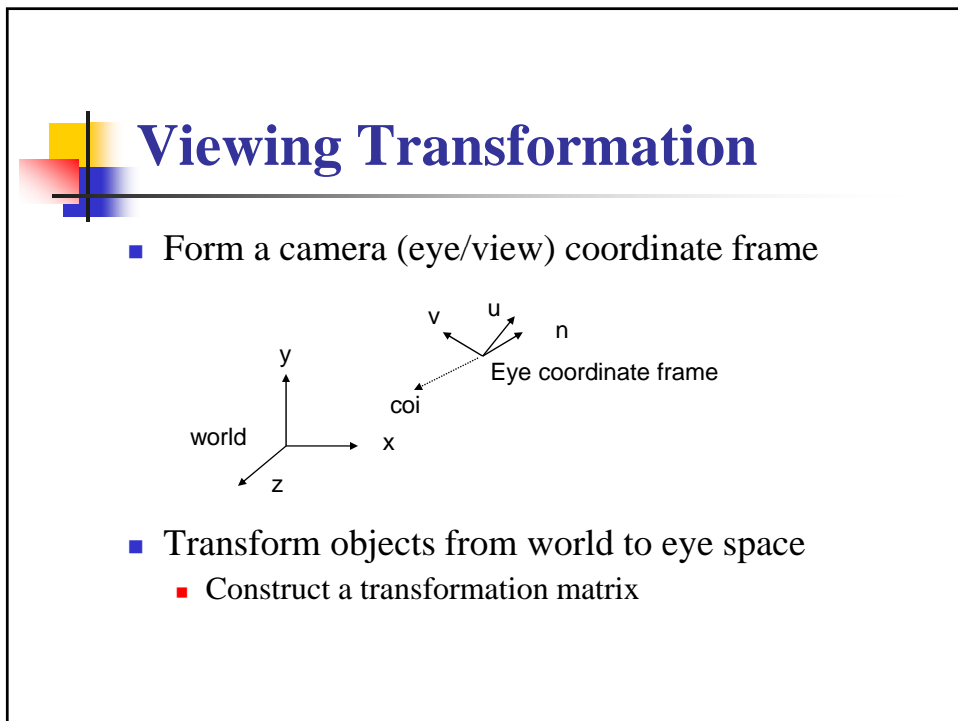 Viewing Transformation
Form a camera (eye/view) coordinate frame
v u n
y
Eye coordinate frame
coi
world x
z
Transform objects from world to eye space
Construct a transformation matrix